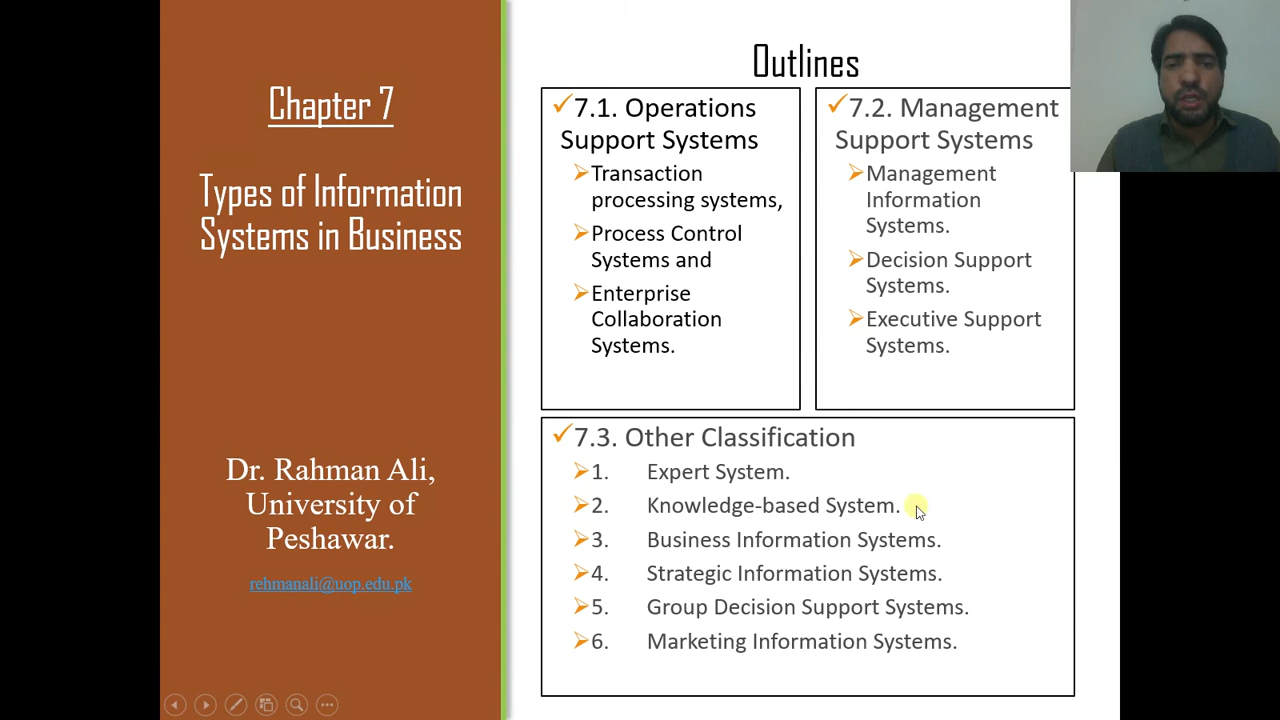 Chapter 7
Types of Information
Systems in Business
Dr. Rahman Ali,
University of
Peshawar.
rehmanali@uop.edu.pk
Outlines
7.1. Operations
Support Systems
Transaction
processing systems,
Process Control
Systems and
Enterprise
Collaboration
Systems.
7.2. Management
Support Systems
Management
Information
Systems.
Decision Support
Systems.
Executive Support
Systems.
7.3. Other Classification
1. Expert System.
2. Knowledge-based System.
3. Business Information Systems.
4. Strategic Information Systems.
5. Group Decision Support Systems.
6. Marketing Information Systems.